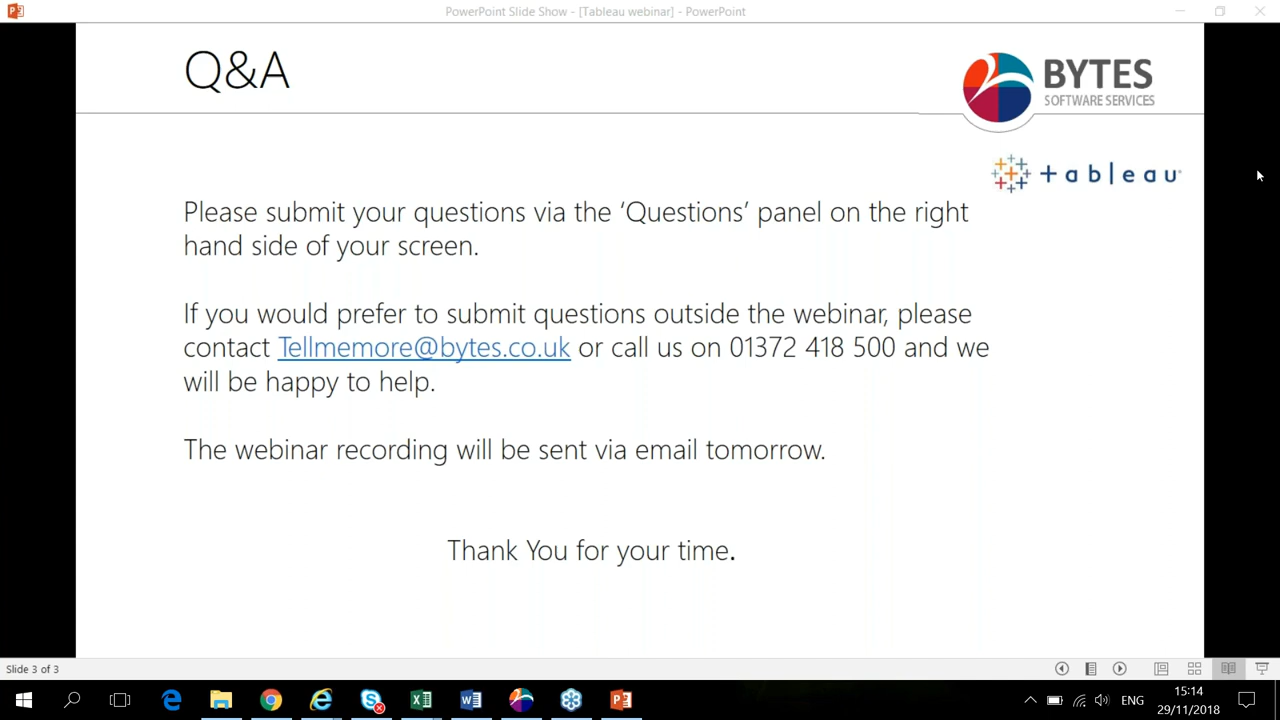 PowerPoint Slide Show - [Tableau webinar] - PowerPoint
Q&A
BYTES
SOFTWARE SERVICES
+ableau
Please submit your questions via the ‘Questions’ panel on the right
hand side of your screen.
If you would prefer to submit questions outside the webinar, please
contact Tellmemore@bytes.co.uk or call us on 01372 418 500 and we
will be happy to help.
The webinar recording will be sent via email tomorrow.
Thank You for your time.
Slide 3 of 3
ENG
15:14
29/11/2018